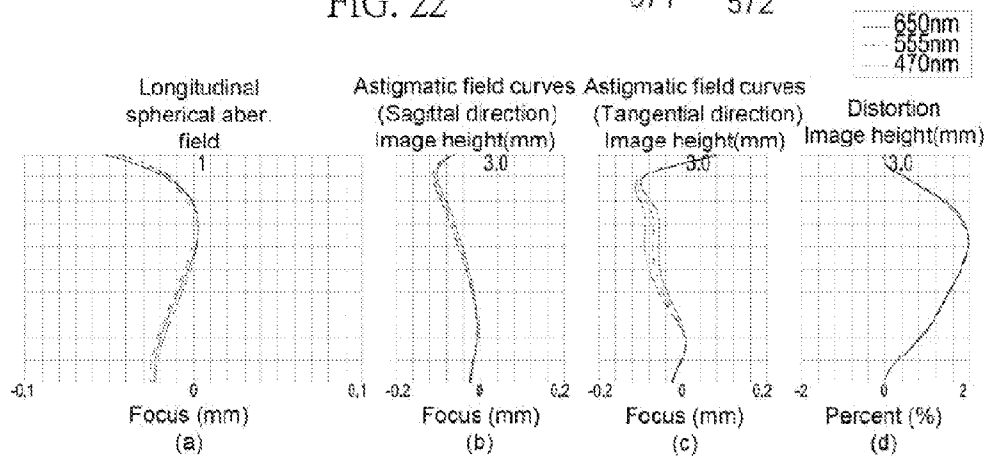 FIG. 22
571 572
650nm
555nm
470nm
Longitudinal
spherical aber.
field
1
Astigmatic field curves
(Sagittal direction)
Image height(mm)
3.0
Astigmatic field curves
(Tangential direction)
Image height(mm)
3.0
Distortion
Image height(mm)
3.0
-0.1 0 0.1
Focus (mm)
(a)
-0.2 0 0.2
Focus (mm)
(b)
-0.2 0 0.2
Focus (mm)
(c)
-2 0 2
Percent (%)
(d)